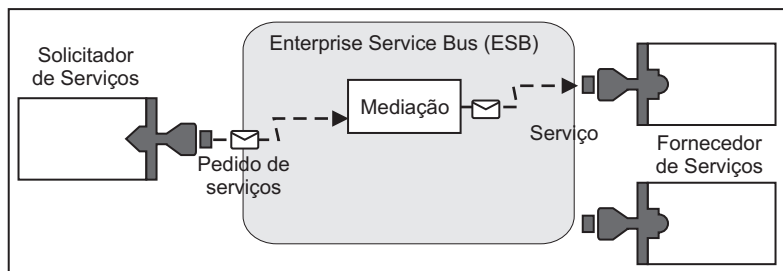 Solicitador
de Serviços
Enterprise Service Bus (ESB)
Mediação
Pedido de
serviços
Serviço
Fornecedor
de Serviços